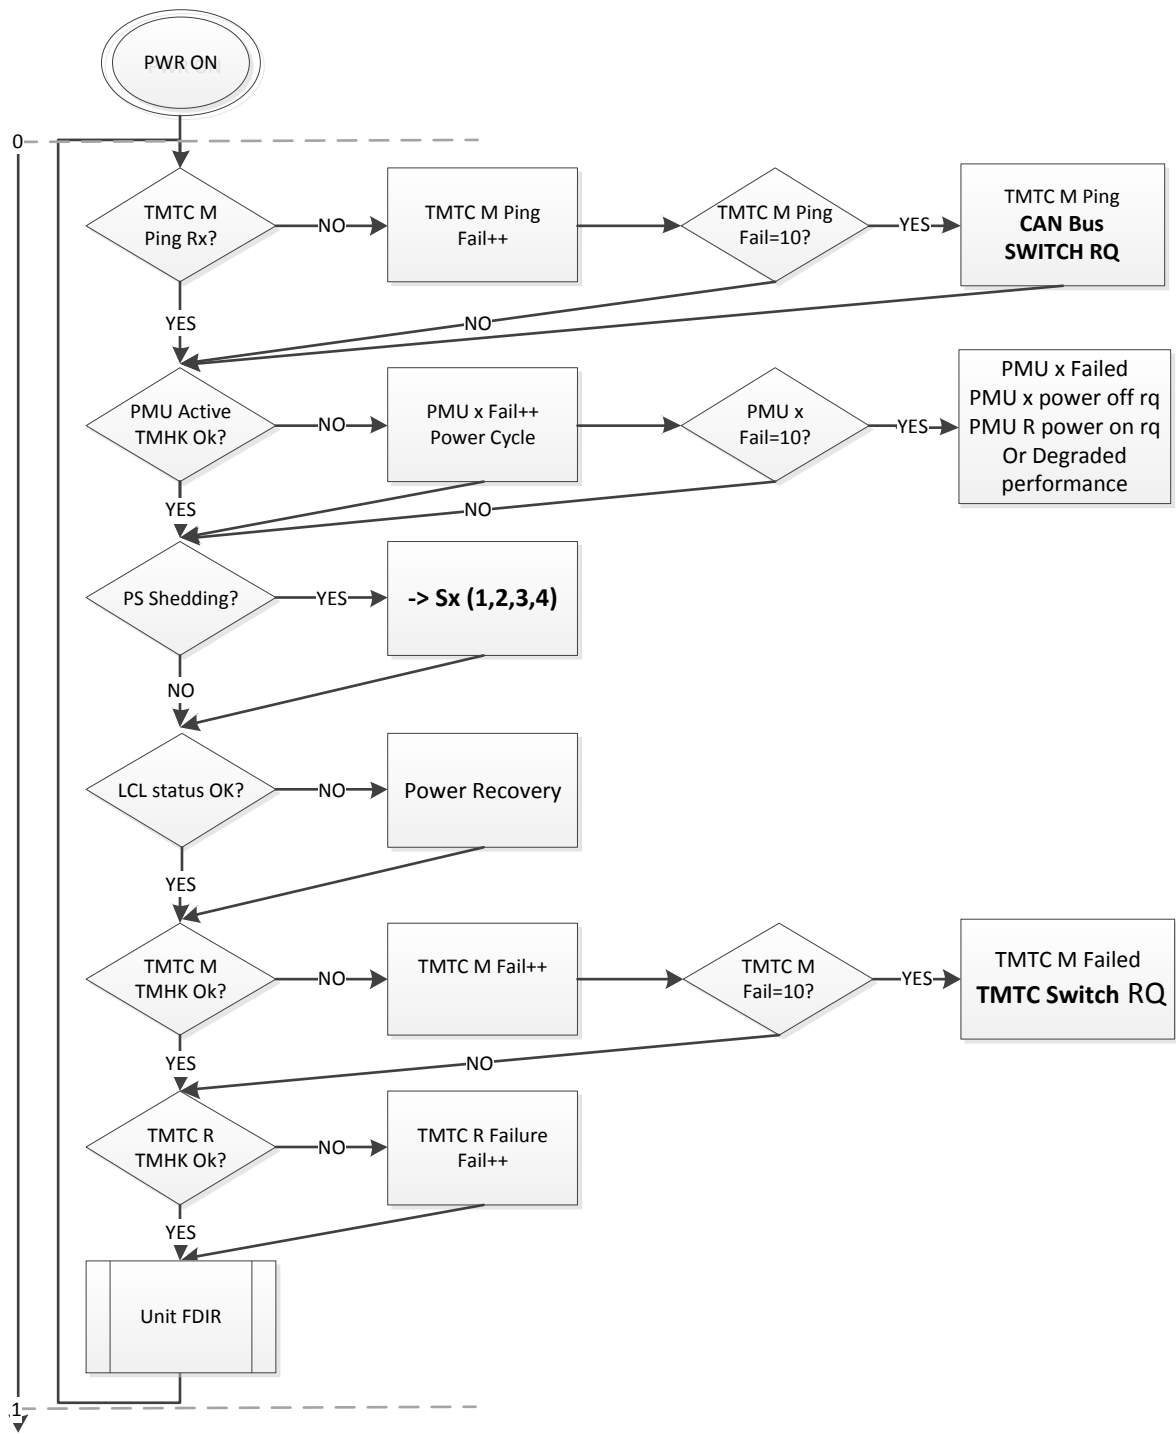 PWR ON
0
TMTC M
Ping Rx?
NO
TMTC M Ping
Fail++
TMTC M Ping
Fail=10?
YES
TMTC M Ping
CAN Bus
SWITCH RQ
YES
NO
PMU Active
TMHK Ok?
NO
PMU x Fail++
Power Cycle
PMU x
Fail=10?
YES
PMU x Failed
PMU x power off rq
PMU R power on rq
Or Degraded
performance
YES
NO
PS Shedding?
YES
-> Sx (1,2,3,4)
NO
LCL status OK?
NO
Power Recovery
YES
TMTC M
TMHK Ok?
NO
TMTC M Fail++
TMTC M
Fail=10?
YES
TMTC M Failed
TMTC Switch RQ
YES
NO
TMTC R
TMHK Ok?
NO
TMTC R Failure
Fail++
YES
Unit FDIR
1